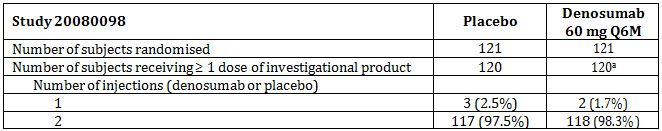 Study 20080098 Placebo Denosumab
60 mg Q6M
Number of subjects randomised 121 121
Number of subjects receiving ≥ 1 dose of investigational product 120 120ᵃ
Number of injections (denosumab or placebo)
1 3 (2.5%) 2 (1.7%)
2 117 (97.5%) 118 (98.3%)